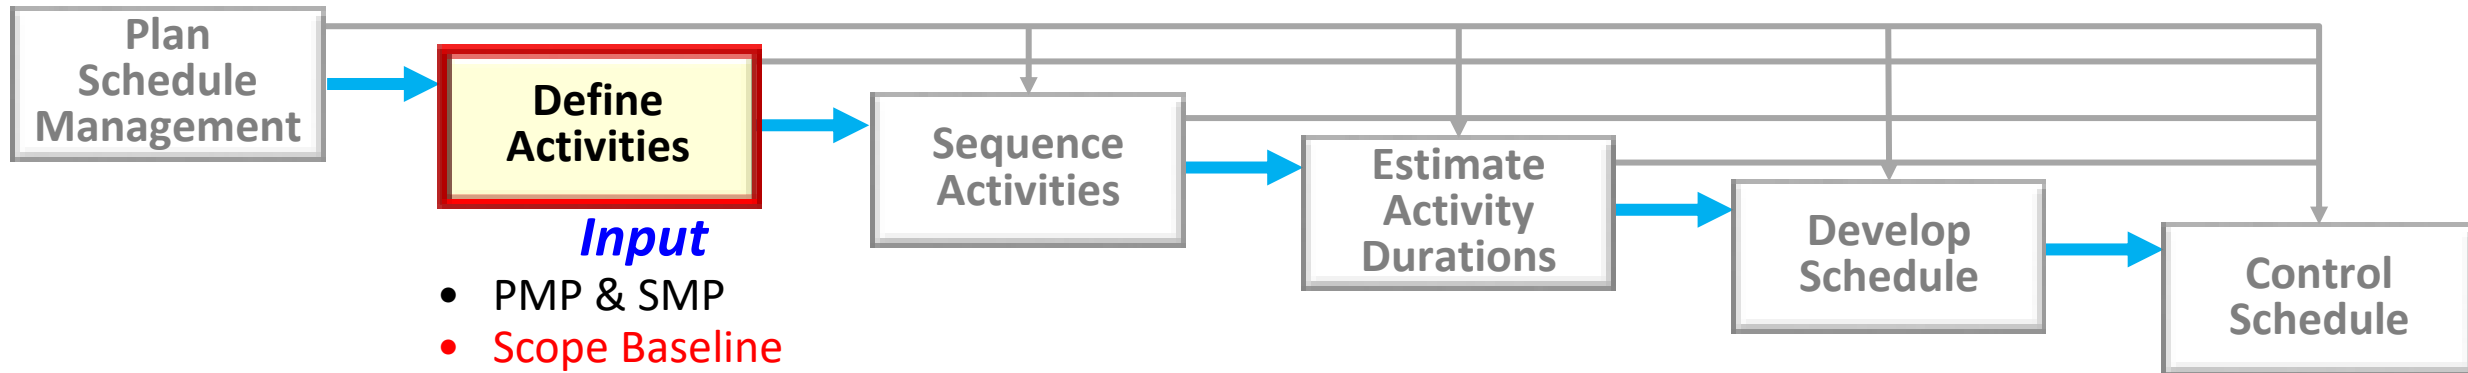 Plan
Schedule
Management
Define
Activities
Input
• PMP & SMP
• Scope Baseline
Sequence
Activities
Estimate
Activity
Durations
Develop
Schedule
Control
Schedule